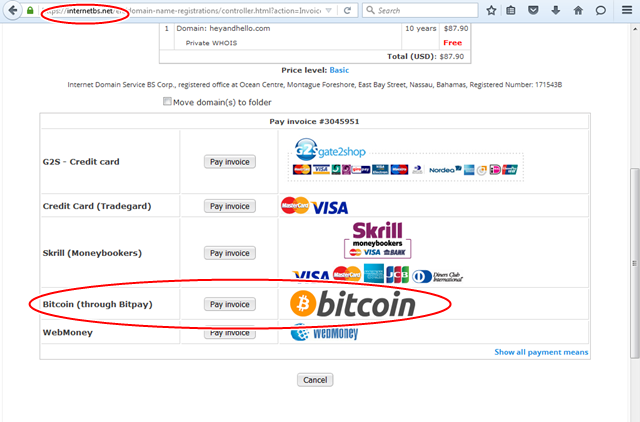 https://internetbs.net/en/domain-name-registrations/controller.html?action=Invoic
Search
1 Domain: heyandhello.com 10 years $87.90
Private WHOIS Free
Total (USD): $87.90
Price level: Basic
Internet Domain Service BS Corp., registered office at Ocean Centre, Montague Foreshore, East Bay Street, Nassau, Bahamas, Registered Number: 171543B
Move domain(s) to folder
Pay invoice #3045951
G2S - Credit card Pay invoice G2S gate2shop
VISA Nordea
Credit Card (Tradegard) Pay invoice MasterCard VISA
Skrill (Moneybookers) Pay invoice Skrill
moneybookers
VISA BANK
VISA MasterCard JCB Diners Club International
Bitcoin (through Bitpay) Pay invoice bitcoin
WebMoney Pay invoice WebMoney
Show all payment means
Cancel